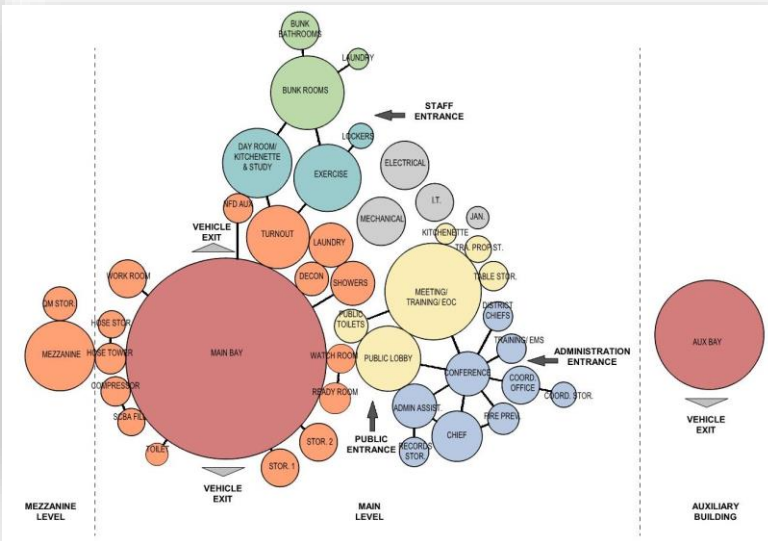 BUNK
BATHROOMS
LAUNDRY
BUNK ROOMS
STAFF
ENTRANCE
LOCKERS
DAY ROOM/
KITCHENETTE
& STUDY
EXERCISE
ELECTRICAL
I.T.
NFD AUX
MECHANICAL
JAN.
VEHICLE
EXIT
TURNOUT
LAUNDRY
KITCHENETTE
TRA. PROP ST.
WORK ROOM
DECON
SHOWERS
TABLE STOR.
MEETING/
TRAINING/ EOC
QM STOR.
DISTRICT
CHIEFS
HOSE STOR
PUBLIC
TOILETS
TRAINING/ EMS
MEZZANINE
HOSE TOWER
MAIN BAY
WATCH ROOM
PUBLIC LOBBY
ADMINISTRATION
ENTRANCE
AUX BAY
CONFERENCE
COMPRESSOR
READY ROOM
COORD.
OFFICE
COORD. STOR.
SCBA FILL
ADMIN ASSIST.
FIRE PREV.
VEHICLE
EXIT
PUBLIC
ENTRANCE
CHIEF
TOILET
STOR. 2
RECORDS
STOR.
STOR. 1
VEHICLE
EXIT
MEZZANINE
LEVEL
MAIN
LEVEL
AUXILIARY
BUILDING